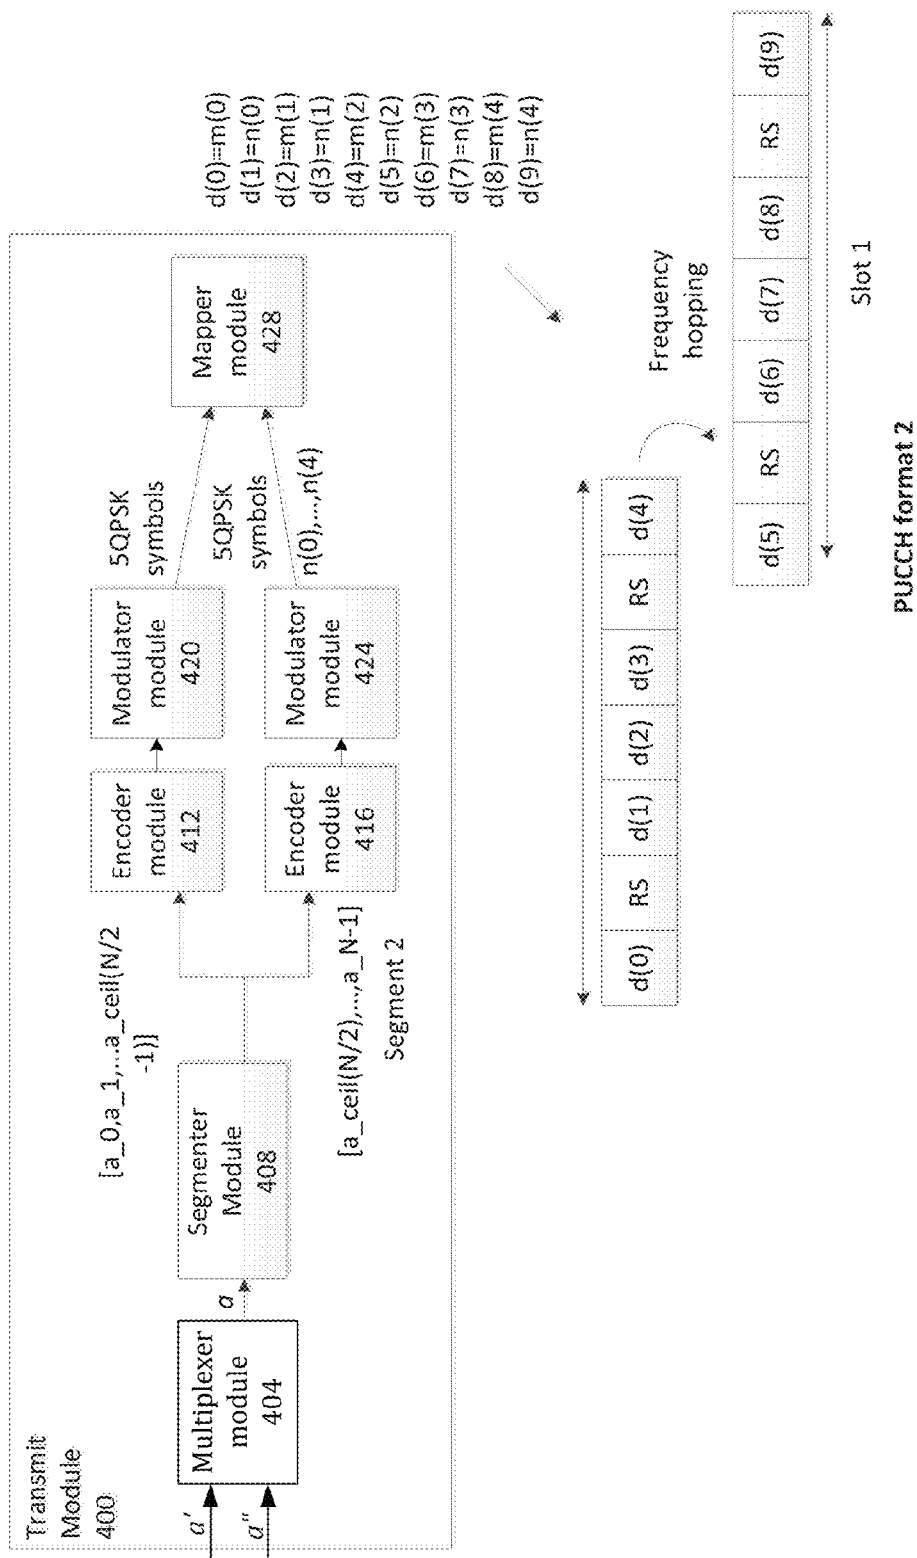 Transmit
Module
400
a'
a"
Multiplexer
module
404
a
Segmenter
Module
408
[a_0,a_1,...a_ceil(N/2
-1)]
[a_ceil(N/2),...,a_N-1]
Segment 2
Encoder
module
412
Encoder
module
416
Modulator
module
420
Modulator
module
424
5QPSK
symbols
5QPSK
symbols
n(0),...,n(4)
Mapper
module
428
d(0)=m(0)
d(1)=n(0)
d(2)=m(1)
d(3)=n(1)
d(4)=m(2)
d(5)=n(2)
d(6)=m(3)
d(7)=n(3)
d(8)=m(4)
d(9)=n(4)
d(0) RS d(1) d(2) d(3) RS d(4)
Frequency
hopping
d(5) RS d(6) d(7) d(8) RS d(9)
Slot 1
PUCCH format 2